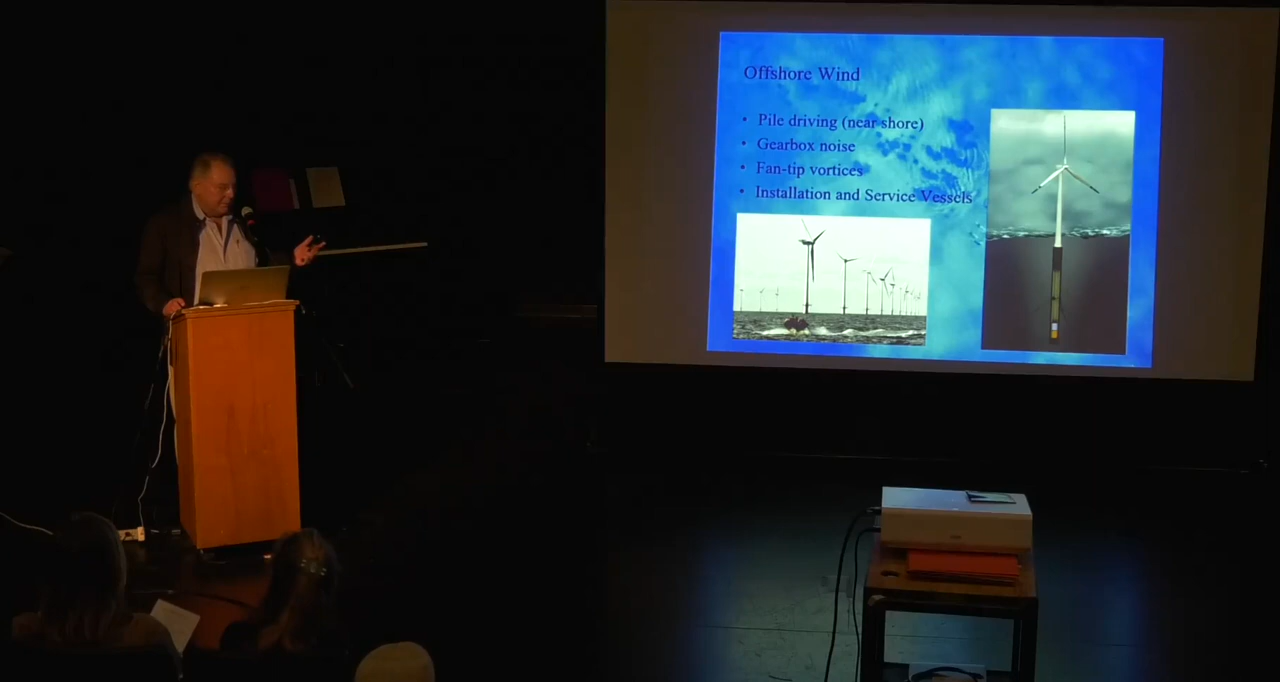 Offshore Wind
• Pile driving (near shore)
• Gearbox noise
• Fan-tip vortices
• Installation and Service Vessels